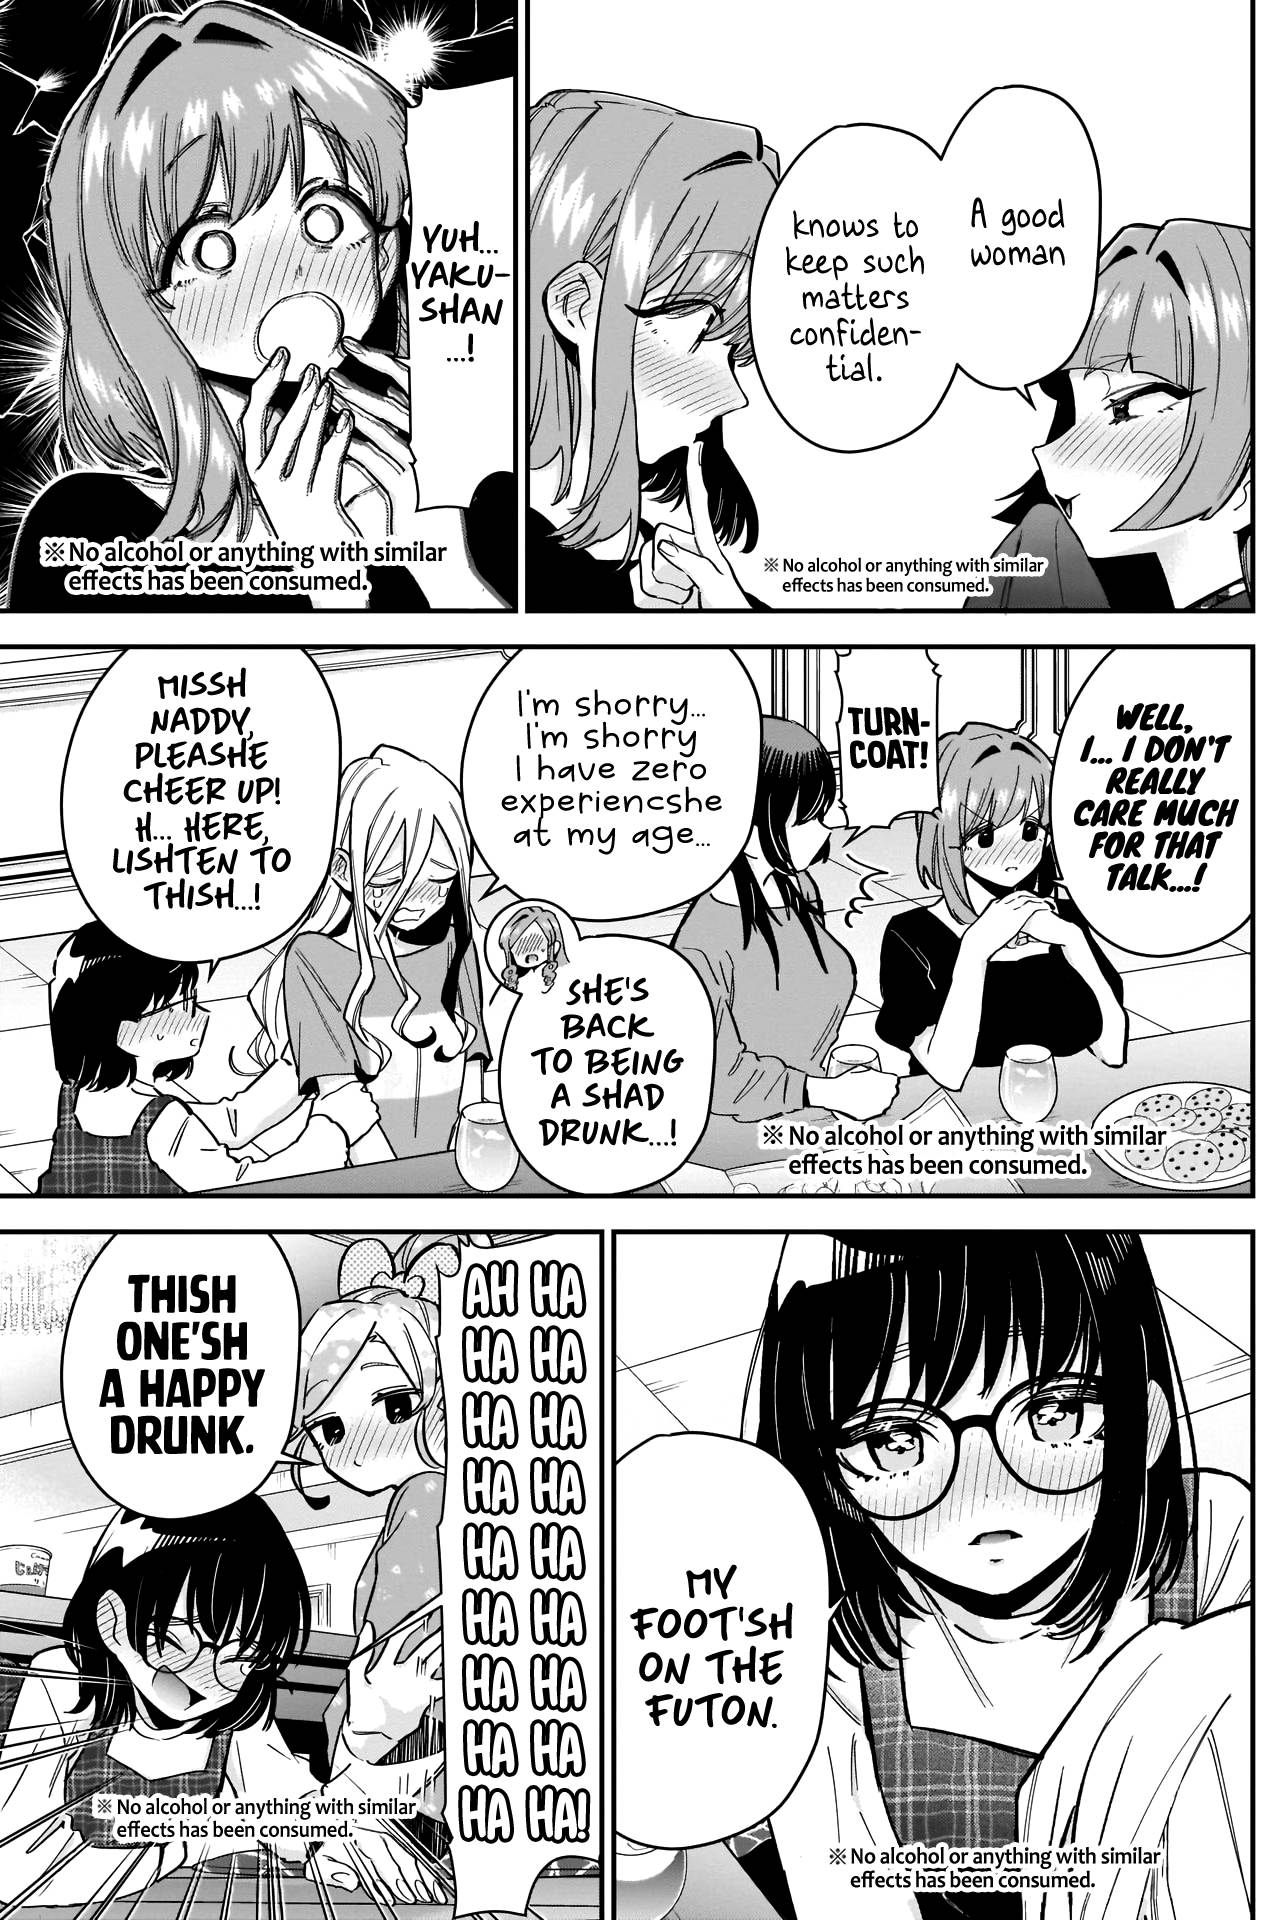 A good
woman
knows to
keep such
matters
confiden-
tial.
※No alcohol or anything with similar
effects has been consumed.
YUH...
YAKU-
SHAN
...!
※No alcohol or anything with similar
effects has been consumed.
WELL,
I... I DON'T
REALLY
CARE MUCH
FOR THAT
TALK...!
TURN-
COAT!
I'm shorry...
I'm shorry
I have zero
experiencshe
at my age...
SHE'S
BACK
TO BEING
A SHAD
DRUNK...!
MISSH
NADDY,
PLEASHE
CHEER UP!
H... HERE,
LISHTEN TO
THISH...!
※No alcohol or anything with similar
effects has been consumed.
MY
FOOT'SH
ON THE
FUTON.
※No alcohol or anything with similar
effects has been consumed.
AH HA
HA HA
HA HA
HA HA
HA HA
HA HA
HA HA
HA HA
HA HA!
THISH
ONE'SH
A HAPPY
DRUNK.
※No alcohol or anything with similar
effects has been consumed.